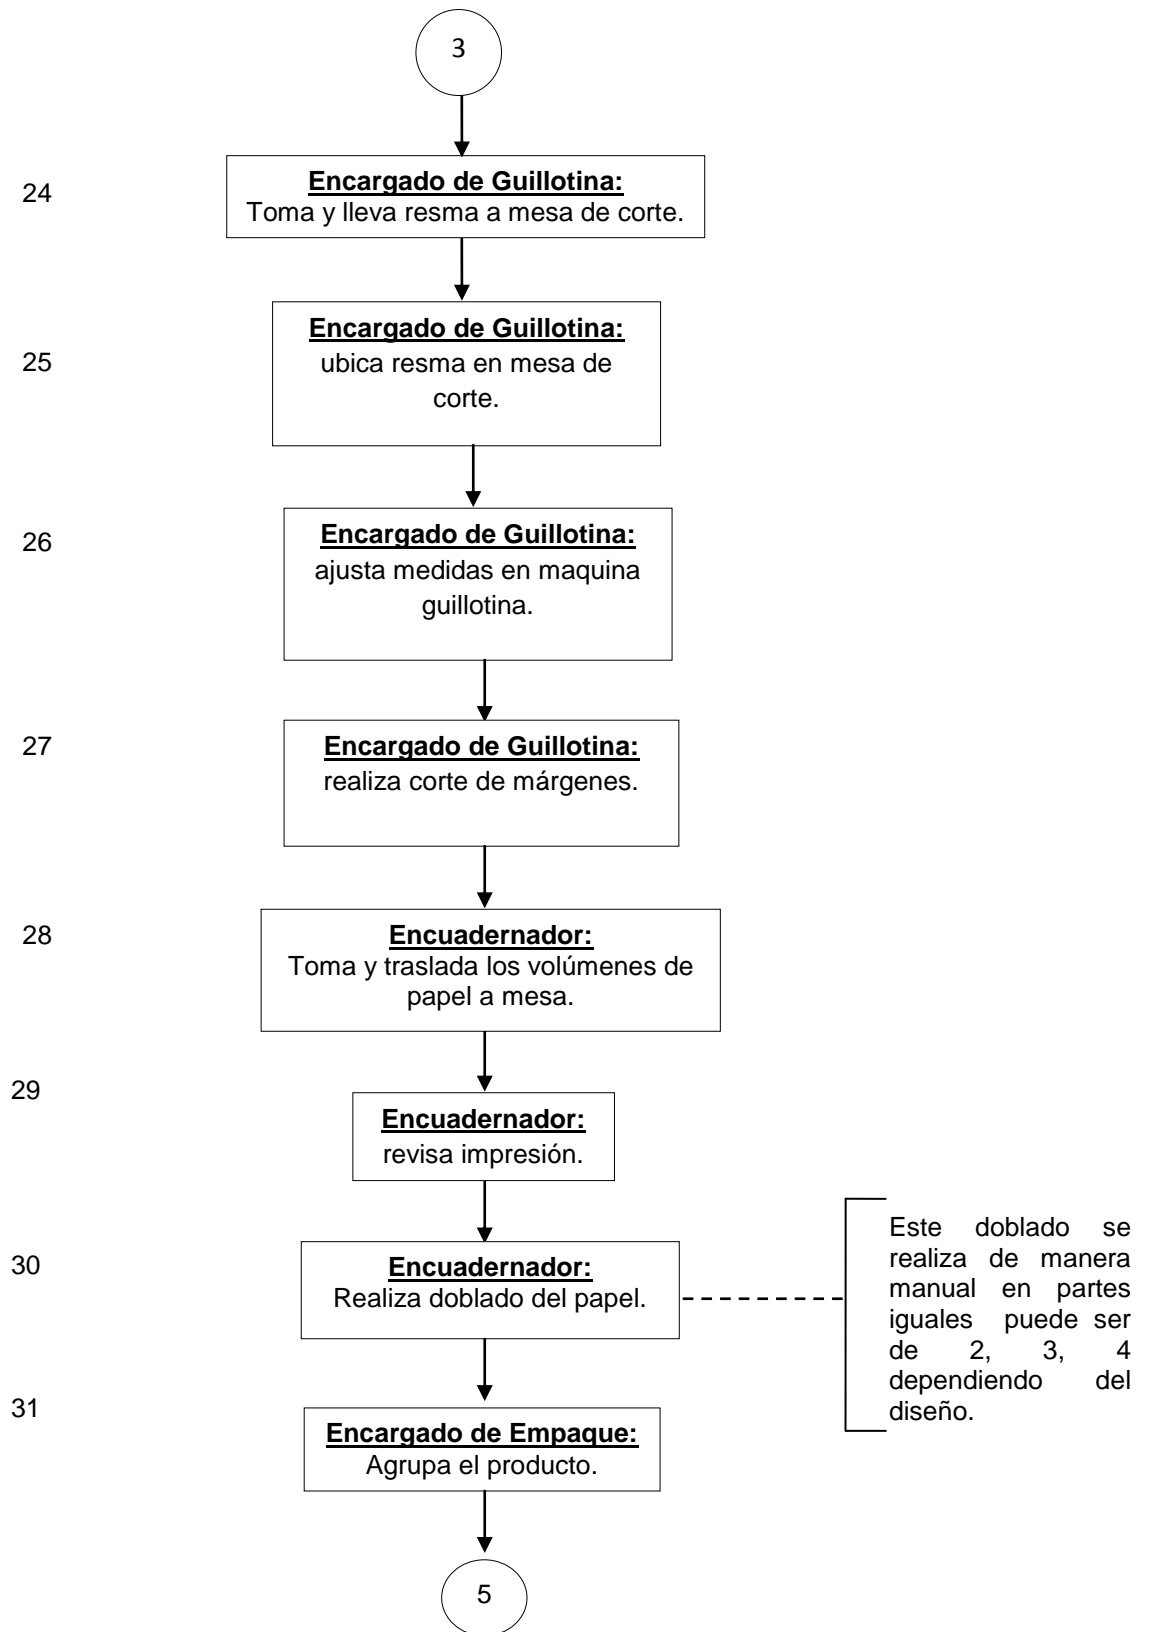 3
24
Encargado de Guillotina:
Toma y lleva resma a mesa de corte.
25
Encargado de Guillotina:
ubica resma en mesa de
corte.
26
Encargado de Guillotina:
ajusta medidas en maquina
guillotina.
27
Encargado de Guillotina:
realiza corte de márgenes.
28
Encuadernador:
Toma y traslada los volúmenes de
papel a mesa.
29
Encuadernador:
revisa impresión.
30
Encuadernador:
Realiza doblado del papel.
Este doblado se
realiza de manera
manual en partes
iguales puede ser
de 2, 3, 4
dependiendo del
diseño.
31
Encargado de Empaque:
Agrupa el producto.
5